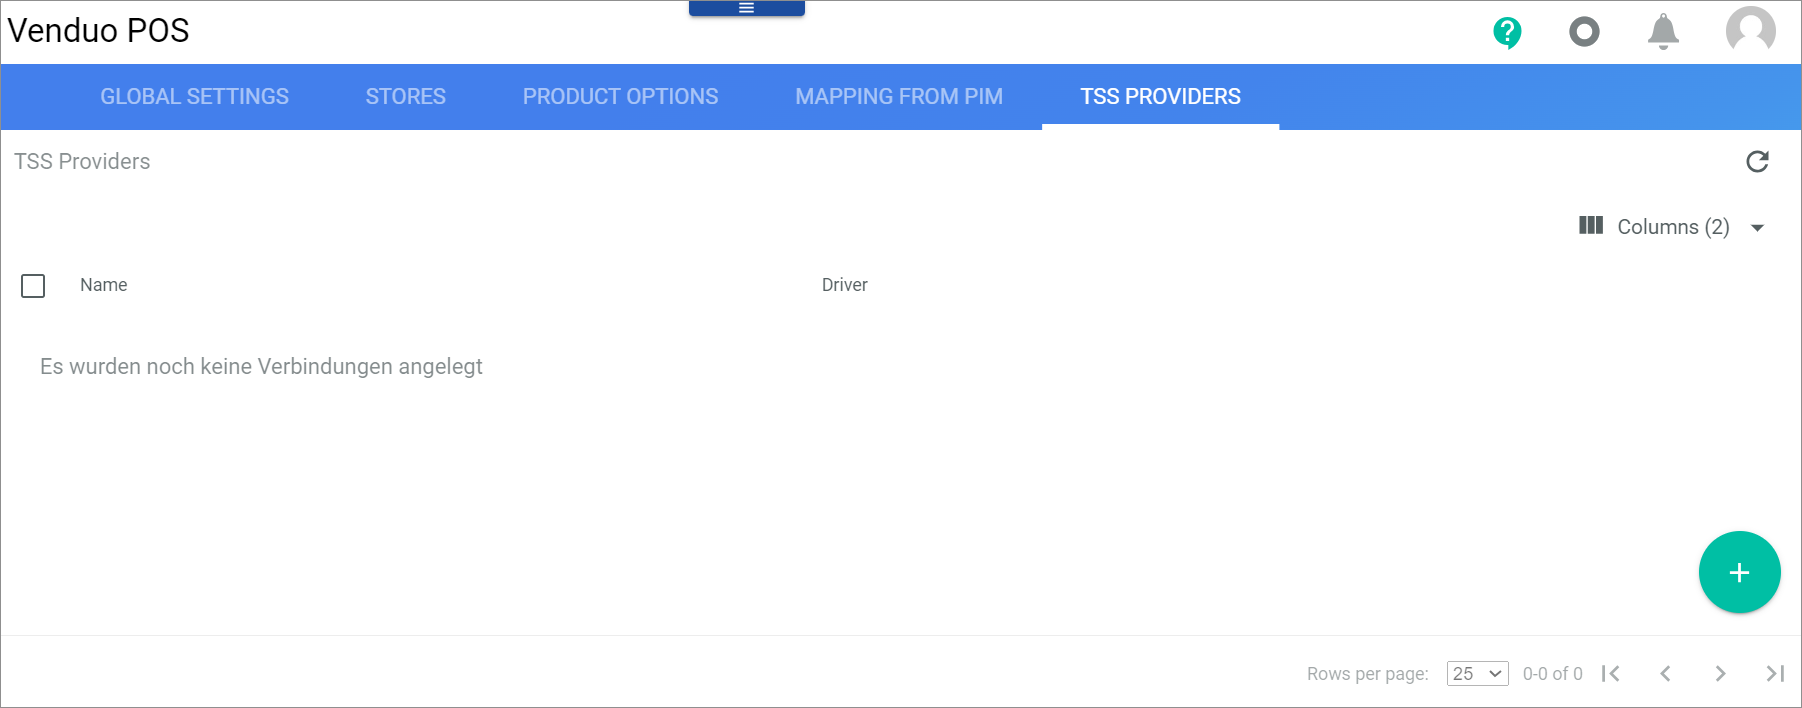 Venduo POS
GLOBAL SETTINGS STORES PRODUCT OPTIONS MAPPING FROM PIM TSS PROVIDERS
TSS Providers
Columns (2)
Name Driver
Es wurden noch keine Verbindungen angelegt
Rows per page: 25 0-0 of 0